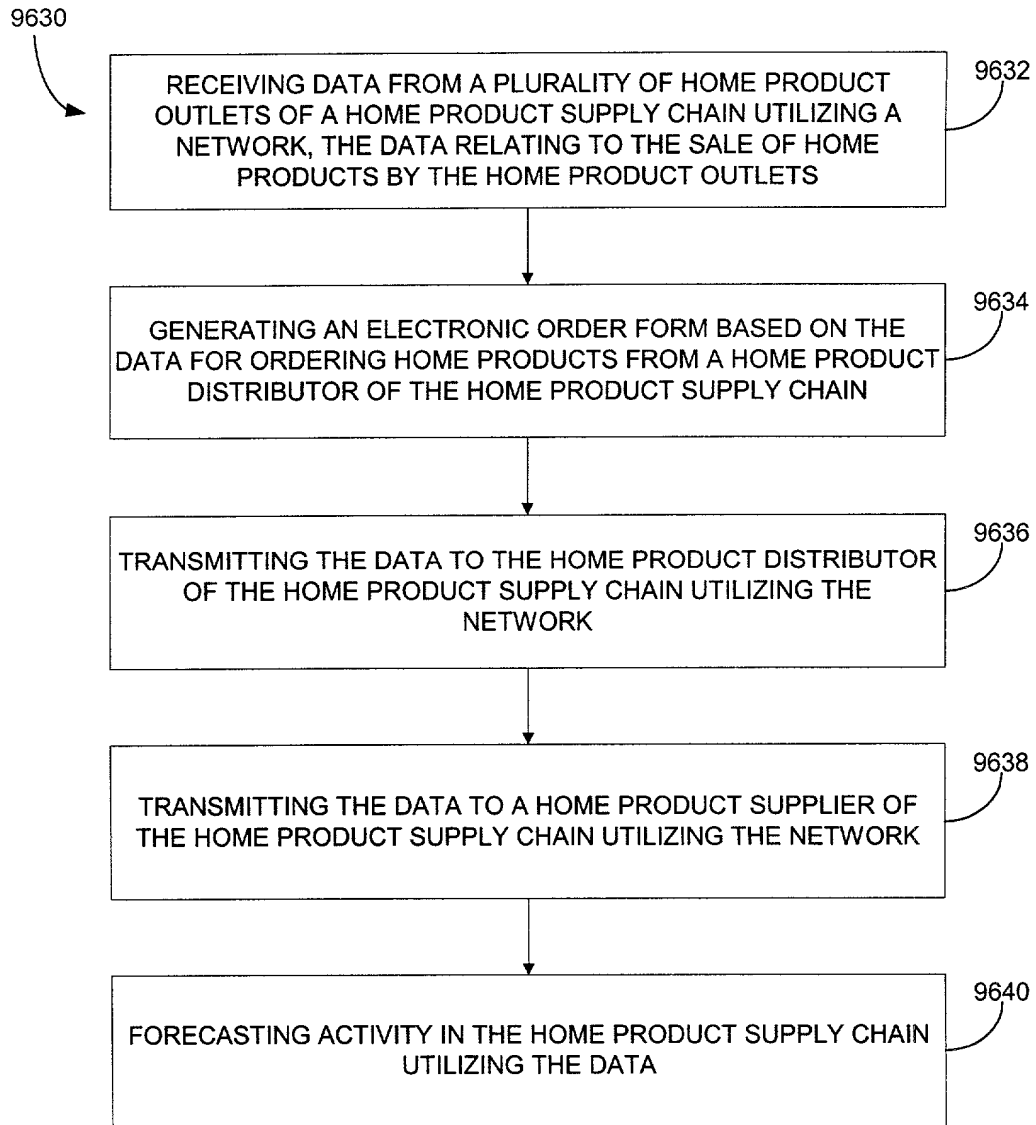 9630
RECEIVING DATA FROM A PLURALITY OF HOME PRODUCT
OUTLETS OF A HOME PRODUCT SUPPLY CHAIN UTILIZING A
NETWORK, THE DATA RELATING TO THE SALE OF HOME
PRODUCTS BY THE HOME PRODUCT OUTLETS
9632
GENERATING AN ELECTRONIC ORDER FORM BASED ON THE
DATA FOR ORDERING HOME PRODUCTS FROM A HOME PRODUCT
DISTRIBUTOR OF THE HOME PRODUCT SUPPLY CHAIN
9634
TRANSMITTING THE DATA TO THE HOME PRODUCT DISTRIBUTOR
OF THE HOME PRODUCT SUPPLY CHAIN UTILIZING THE
NETWORK
9636
TRANSMITTING THE DATA TO A HOME PRODUCT SUPPLIER OF
THE HOME PRODUCT SUPPLY CHAIN UTILIZING THE NETWORK
9638
FORECASTING ACTIVITY IN THE HOME PRODUCT SUPPLY CHAIN
UTILIZING THE DATA
9640